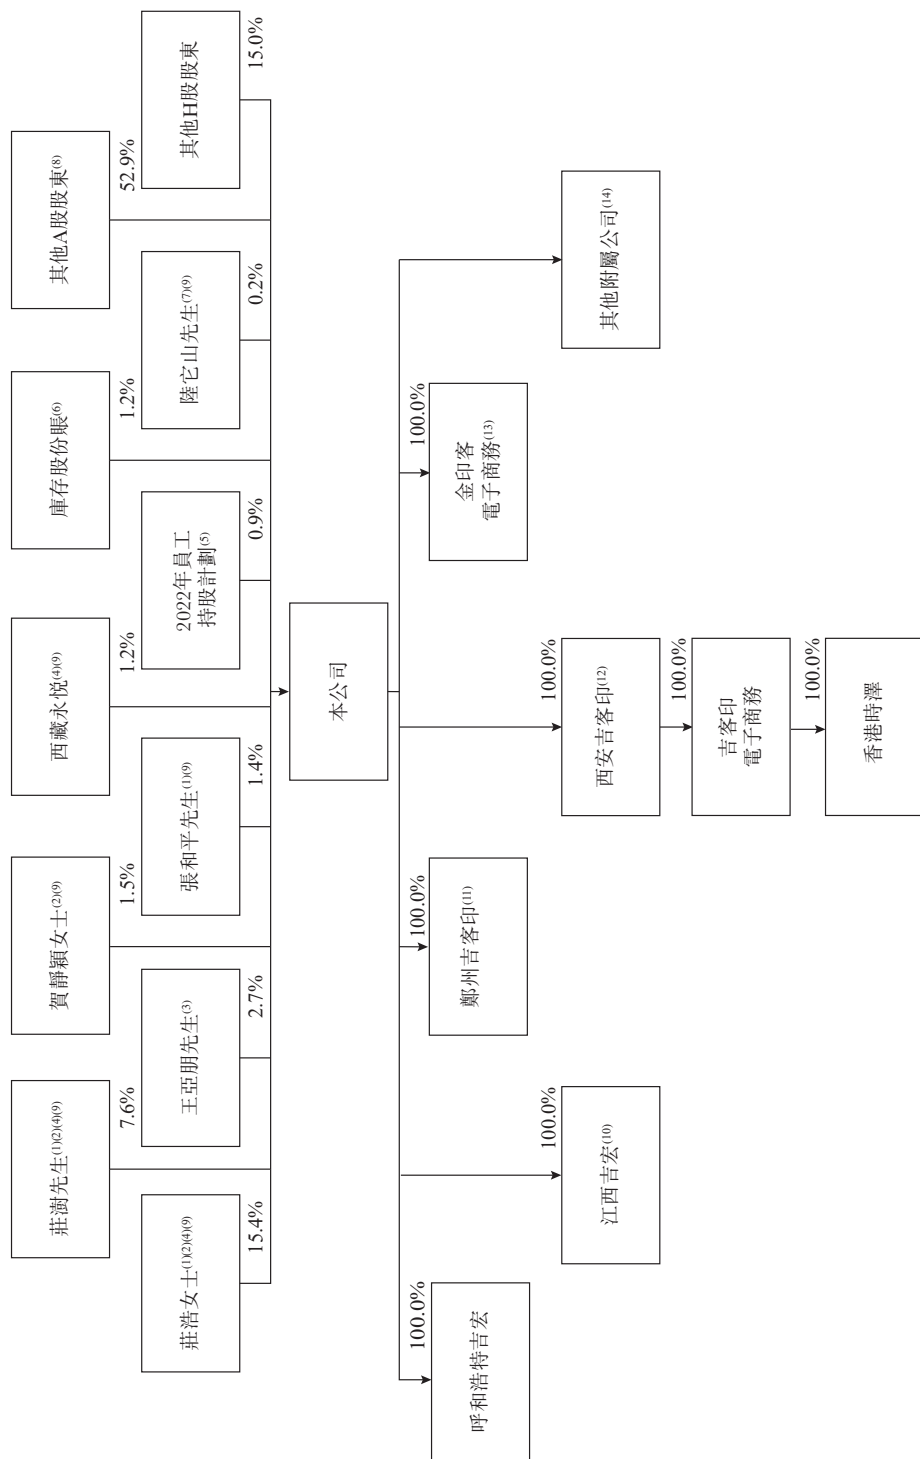 莊澍先生(1)(2)(4)(9)
賀靜穎女士(2)(9)
西藏永悦(4)(9)
庫存股份賬(6)
其他A股股東(8)
7.6%
1.5%
1.2%
1.2%
52.9%
莊浩女士(1)(2)(4)(9)
王亞朋先生(3)
張和平先生(1)(9)
2022年員工
持股計劃(5)
陸它山先生(7)(9)
其他H股股東
15.4%
2.7%
1.4%
0.9%
0.2%
15.0%
本公司
100.0%
呼和浩特吉宏
100.0%
鄭州吉客印(11)
100.0%
金印客
電子商務(13)
100.0%
江西吉宏(10)
100.0%
西安吉客印(12)
其他附屬公司(14)
100.0%
吉客印
電子商務
100.0%
香港時澤